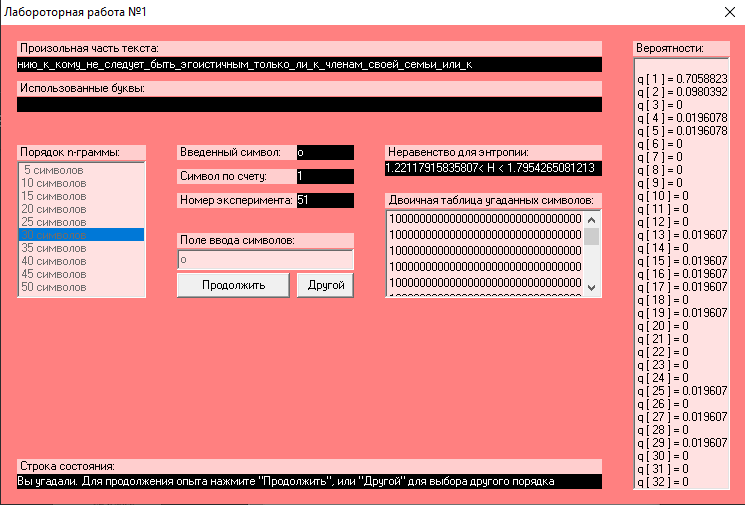 Лабороторная работа №1
Произольная часть текста:
нию_к_кому_не_следует_быть_эгоистичным_только_ли_к_членам_своей_семьи_или_к
Использованные буквы:
Порядок n-граммы:
5 символов
10 символов
15 символов
20 символов
25 символов
30 символов
35 символов
40 символов
45 символов
50 символов
Введенный символ: о
Символ по счету: 1
Номер эксперимента: 51
Поле ввода символов:
о
Продолжить
Другой
Неравенство для энтропии:
1.22117915835807< H < 1.7954265081213
Двоичная таблица угаданных символов:
10000000000000000000000000000000
10000000000000000000000000000000
10000000000000000000000000000000
10000000000000000000000000000000
10000000000000000000000000000000
10000000000000000000000000000000
Вероятности:
q [ 1 ] = 0.7058823
q [ 2 ] = 0.0980392
q [ 3 ] = 0
q [ 4 ] = 0.0196078
q [ 5 ] = 0.0196078
q [ 6 ] = 0
q [ 7 ] = 0
q [ 8 ] = 0
q [ 9 ] = 0
q [ 10 ] = 0
q [ 11 ] = 0
q [ 12 ] = 0
q [ 13 ] = 0.019607
q [ 14 ] = 0
q [ 15 ] = 0.019607
q [ 16 ] = 0.019607
q [ 17 ] = 0.019607
q [ 18 ] = 0
q [ 19 ] = 0.019607
q [ 20 ] = 0
q [ 21 ] = 0
q [ 22 ] = 0
q [ 23 ] = 0
q [ 24 ] = 0
q [ 25 ] = 0.019607
q [ 26 ] = 0
q [ 27 ] = 0.019607
q [ 28 ] = 0
q [ 29 ] = 0.019607
q [ 30 ] = 0
q [ 31 ] = 0
q [ 32 ] = 0
Строка состояния:
Вы угадали. Для продолжения опыта нажмите "Продолжить", или "Другой" для выбора другого порядка